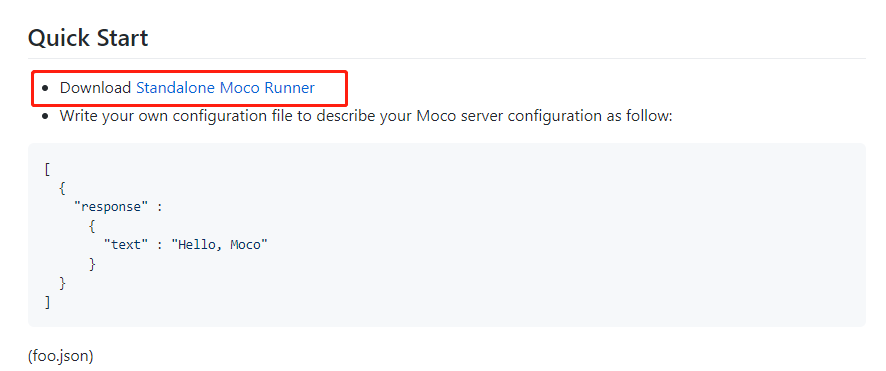 Quick Start
Download Standalone Moco Runner
Write your own configuration file to describe your Moco server configuration as follow:
[
{
"response" :
{
"text" : "Hello, Moco"
}
}
]
(foo.json)